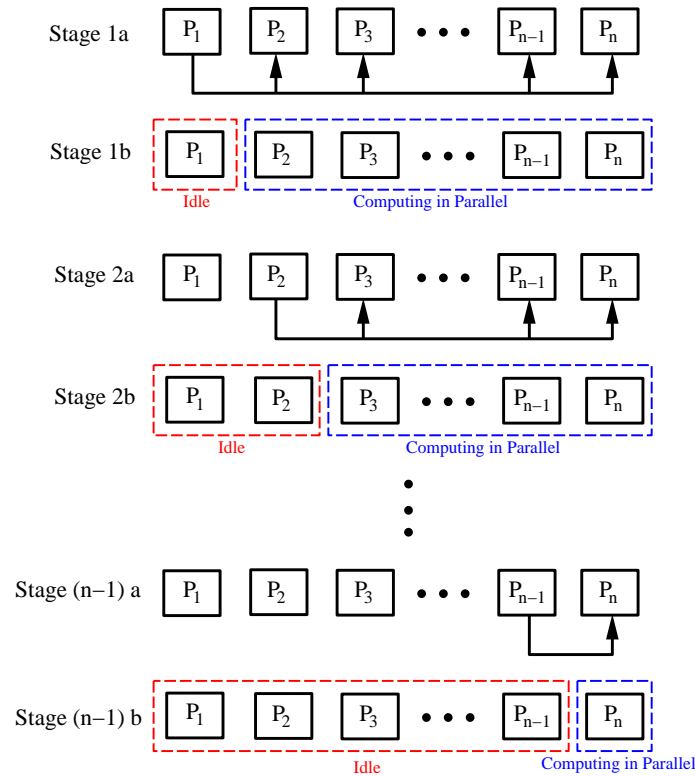 Stage 1a P₁ P₂ P₃ • • • Pₙ₋₁ Pₙ
Stage 1b P₁ P₂ P₃ • • • Pₙ₋₁ Pₙ
Idle Computing in Parallel
Stage 2a P₁ P₂ P₃ • • • Pₙ₋₁ Pₙ
Stage 2b P₁ P₂ P₃ • • • Pₙ₋₁ Pₙ
Idle Computing in Parallel
Stage (n−1) a P₁ P₂ P₃ • • • Pₙ₋₁ Pₙ
Stage (n−1) b P₁ P₂ P₃ • • • Pₙ₋₁ Pₙ
Idle Computing in Parallel